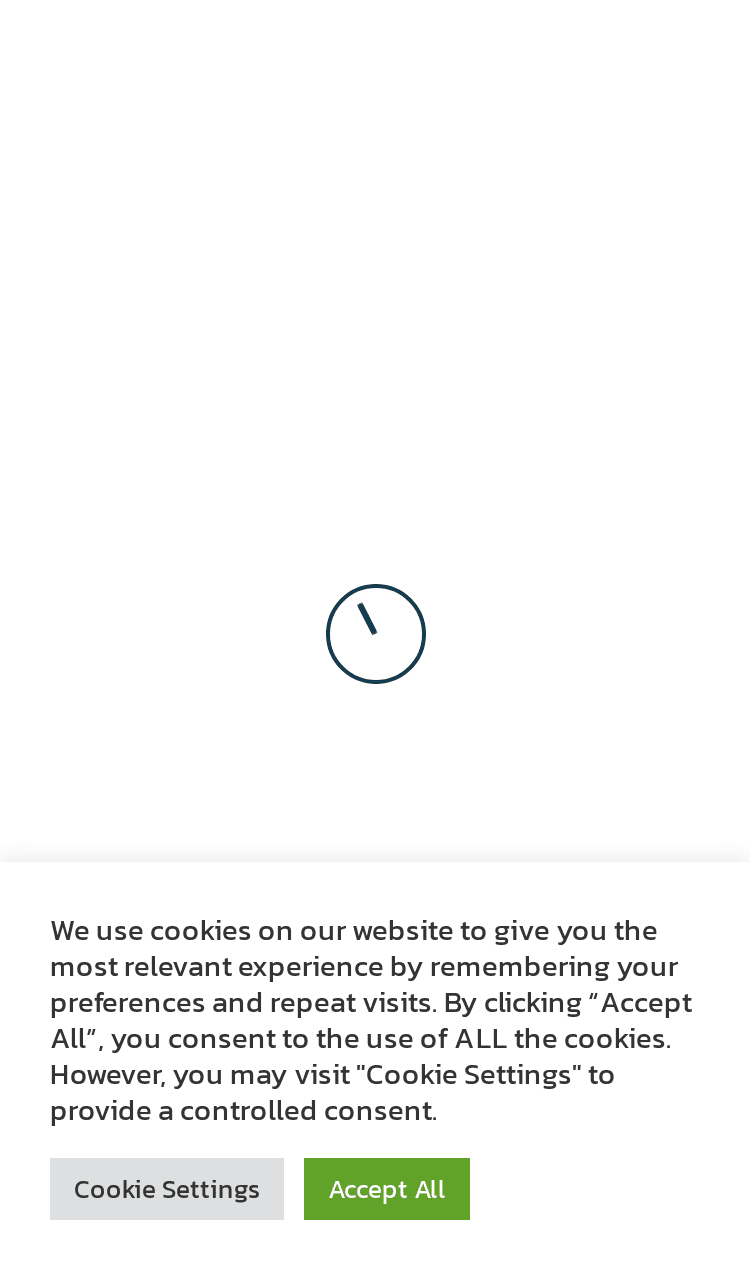 We use cookies on our website to give you the
most relevant experience by remembering your
preferences and repeat visits. By clicking “Accept
All”, you consent to the use of ALL the cookies.
However, you may visit "Cookie Settings" to
provide a controlled consent.
Cookie Settings
Accept All